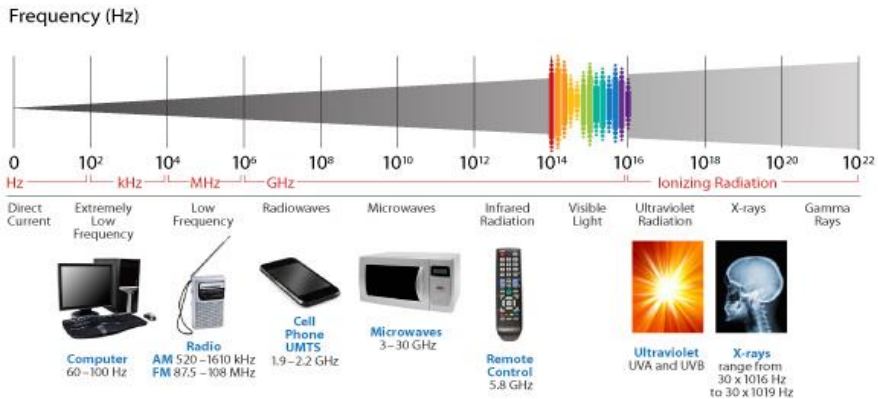 Frequency (Hz)
0 10² 10⁴ 10⁶ 10⁸ 10¹⁰ 10¹² 10¹⁴ 10¹⁶ 10¹⁸ 10²⁰ 10²²
Hz kHz MHz GHz Ionizing Radiation
Direct
Current
Extremely
Low
Frequency
Low
Frequency
Radiowaves
Microwaves
Infrared
Radiation
Visible
Light
Ultraviolet
Radiation
X-rays
Gamma
Rays
Computer
60–100 Hz
Radio
AM 520–1610 kHz
FM 87.5–108 MHz
Cell
Phone
UMTS
1.9–2.2 GHz
Microwaves
3–30 GHz
Remote
Control
5.8 GHz
Ultraviolet
UVA and UVB
X-rays
range from
30 x 1016 Hz
to 30 x 1019 Hz